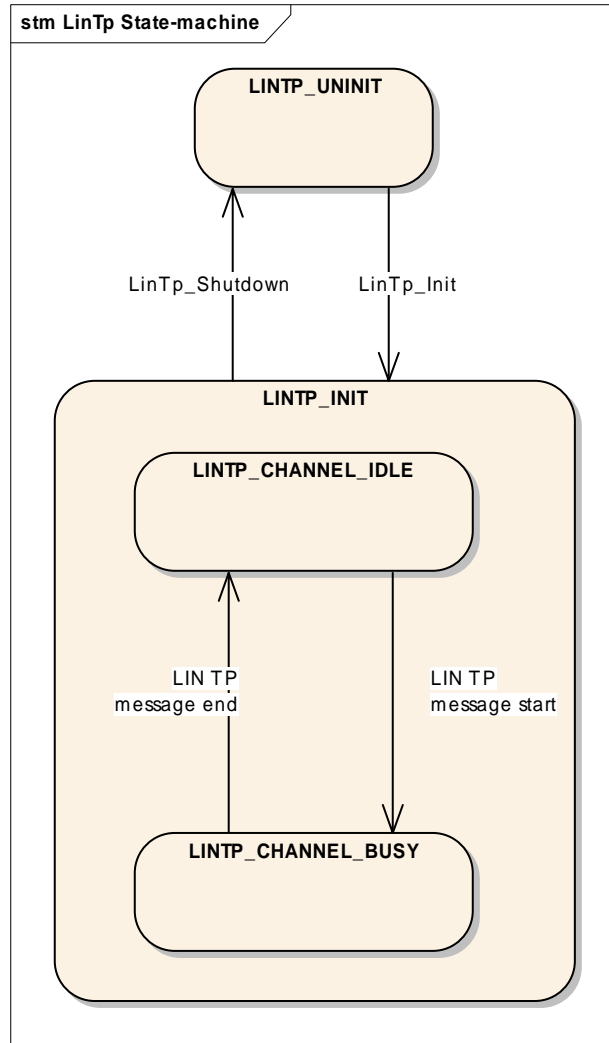 stm LinTp State-machine
LINTP_UNINIT
LinTp_Shutdown
LinTp_Init
LINTP_INIT
LINTP_CHANNEL_IDLE
LIN TP
message end
LIN TP
message start
LINTP_CHANNEL_BUSY